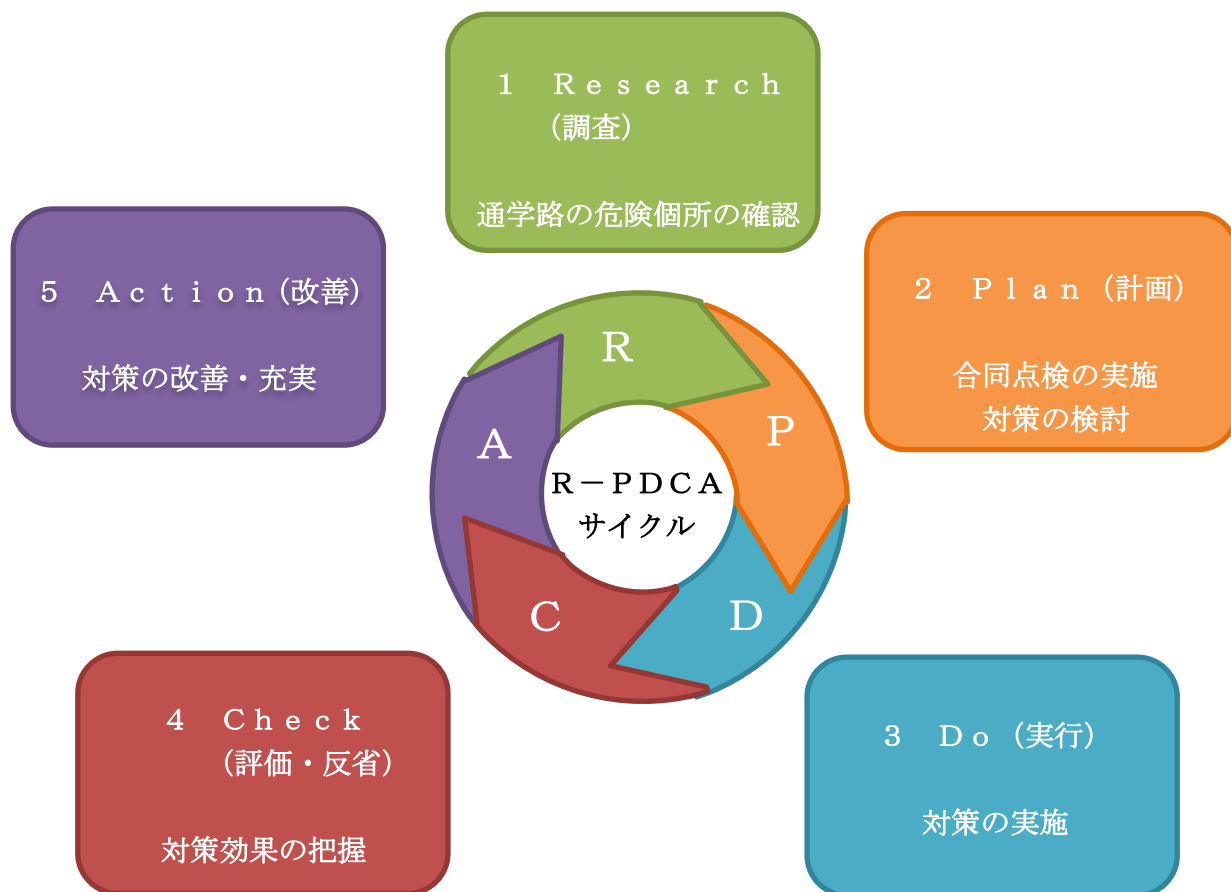 １　Ｒｅｓｅａｒｃｈ
（調査）
通学路の危険個所の確認
２　Ｐｌａｎ（計画）
合同点検の実施
対策の検討
３　Ｄｏ（実行）
対策の実施
４　Ｃｈｅｃｋ
（評価・反省）
対策効果の把握
５　Ａｃｔｉｏｎ（改善）
対策の改善・充実
R
P
D
C
A
Ｒ－ＰＤＣＡ
サイクル